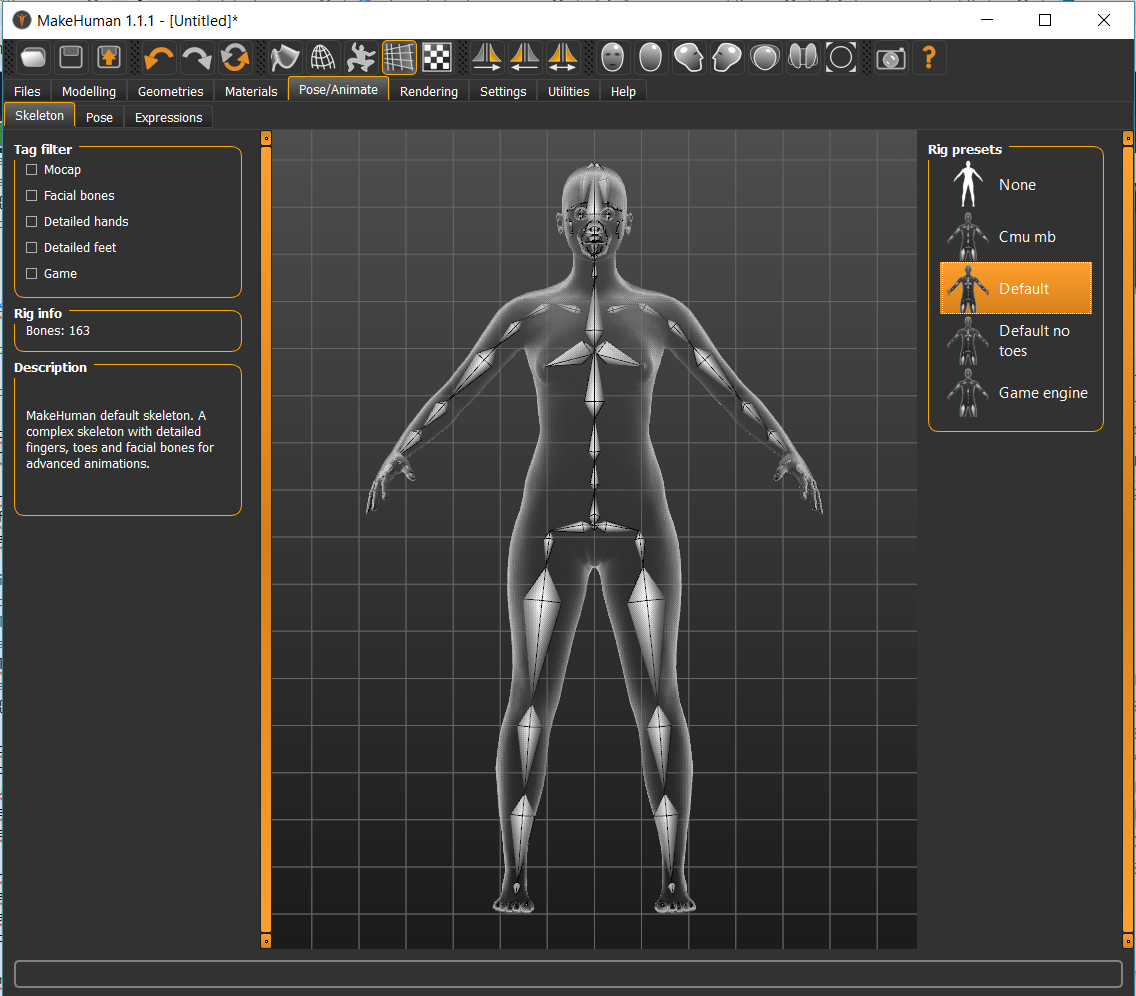 MakeHuman 1.1.1 - [Untitled]*
?
Files Modelling Geometries Materials Pose/Animate Rendering Settings Utilities Help
Skeleton Pose Expressions
Tag filter
Mocap
Facial bones
Detailed hands
Detailed feet
Game
Rig info
Bones: 163
Description
MakeHuman default skeleton. A
complex skeleton with detailed
fingers, toes and facial bones for
advanced animations.
Rig presets
None
Cmu mb
Default
Default no
toes
Game engine